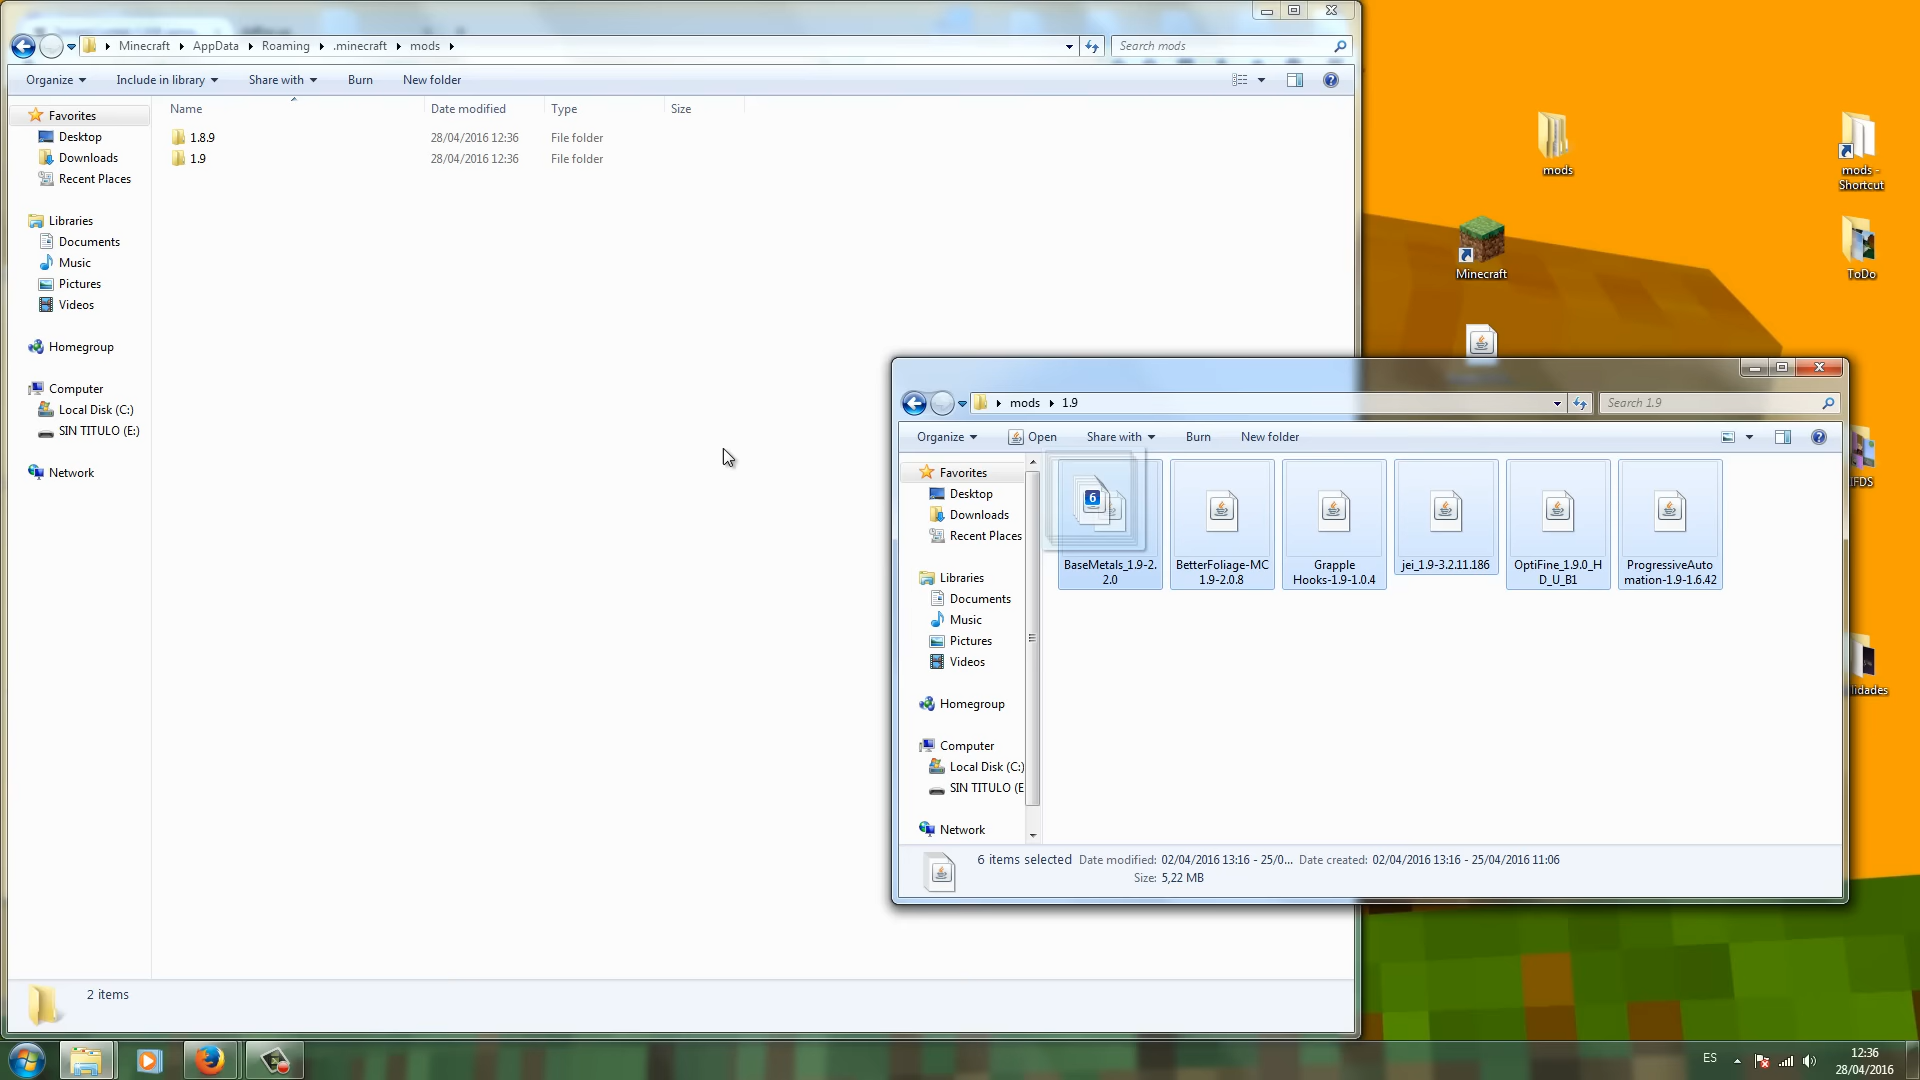 Minecraft
AppData
Roaming
.minecraft
mods
Search mods
Organize
Include in library
Share with
Burn
New folder
Name
Date modified
Type
Size
1.8.9
28/04/2016 12:36
File folder
1.9
28/04/2016 12:36
File folder
Favorites
Desktop
Downloads
Recent Places
Libraries
Documents
Music
Pictures
Videos
Homegroup
Computer
Local Disk (C:)
SIN TITULO (E:)
Network
2 items
mods
mods -
Shortcut
Minecraft
ToDo
IFDS
lidades
mods
1.9
Search 1.9
Organize
Open
Share with
Burn
New folder
Favorites
Desktop
Downloads
Recent Places
Libraries
Documents
Music
Pictures
Videos
Homegroup
Computer
Local Disk (C:)
SIN TITULO (E
Network
6
BaseMetals_1.9-2.
2.0
BetterFoliage-MC
1.9-2.0.8
Grapple
Hooks-1.9-1.0.4
jei_1.9-3.2.11.186
OptiFine_1.9.0_H
D_U_B1
ProgressiveAuto
mation-1.9-1.6.42
6 items selected
Date modified: 02/04/2016 13:16 - 25/0...
Date created: 02/04/2016 13:16 - 25/04/2016 11:06
Size: 5,22 MB
ES
12:36
28/04/2016